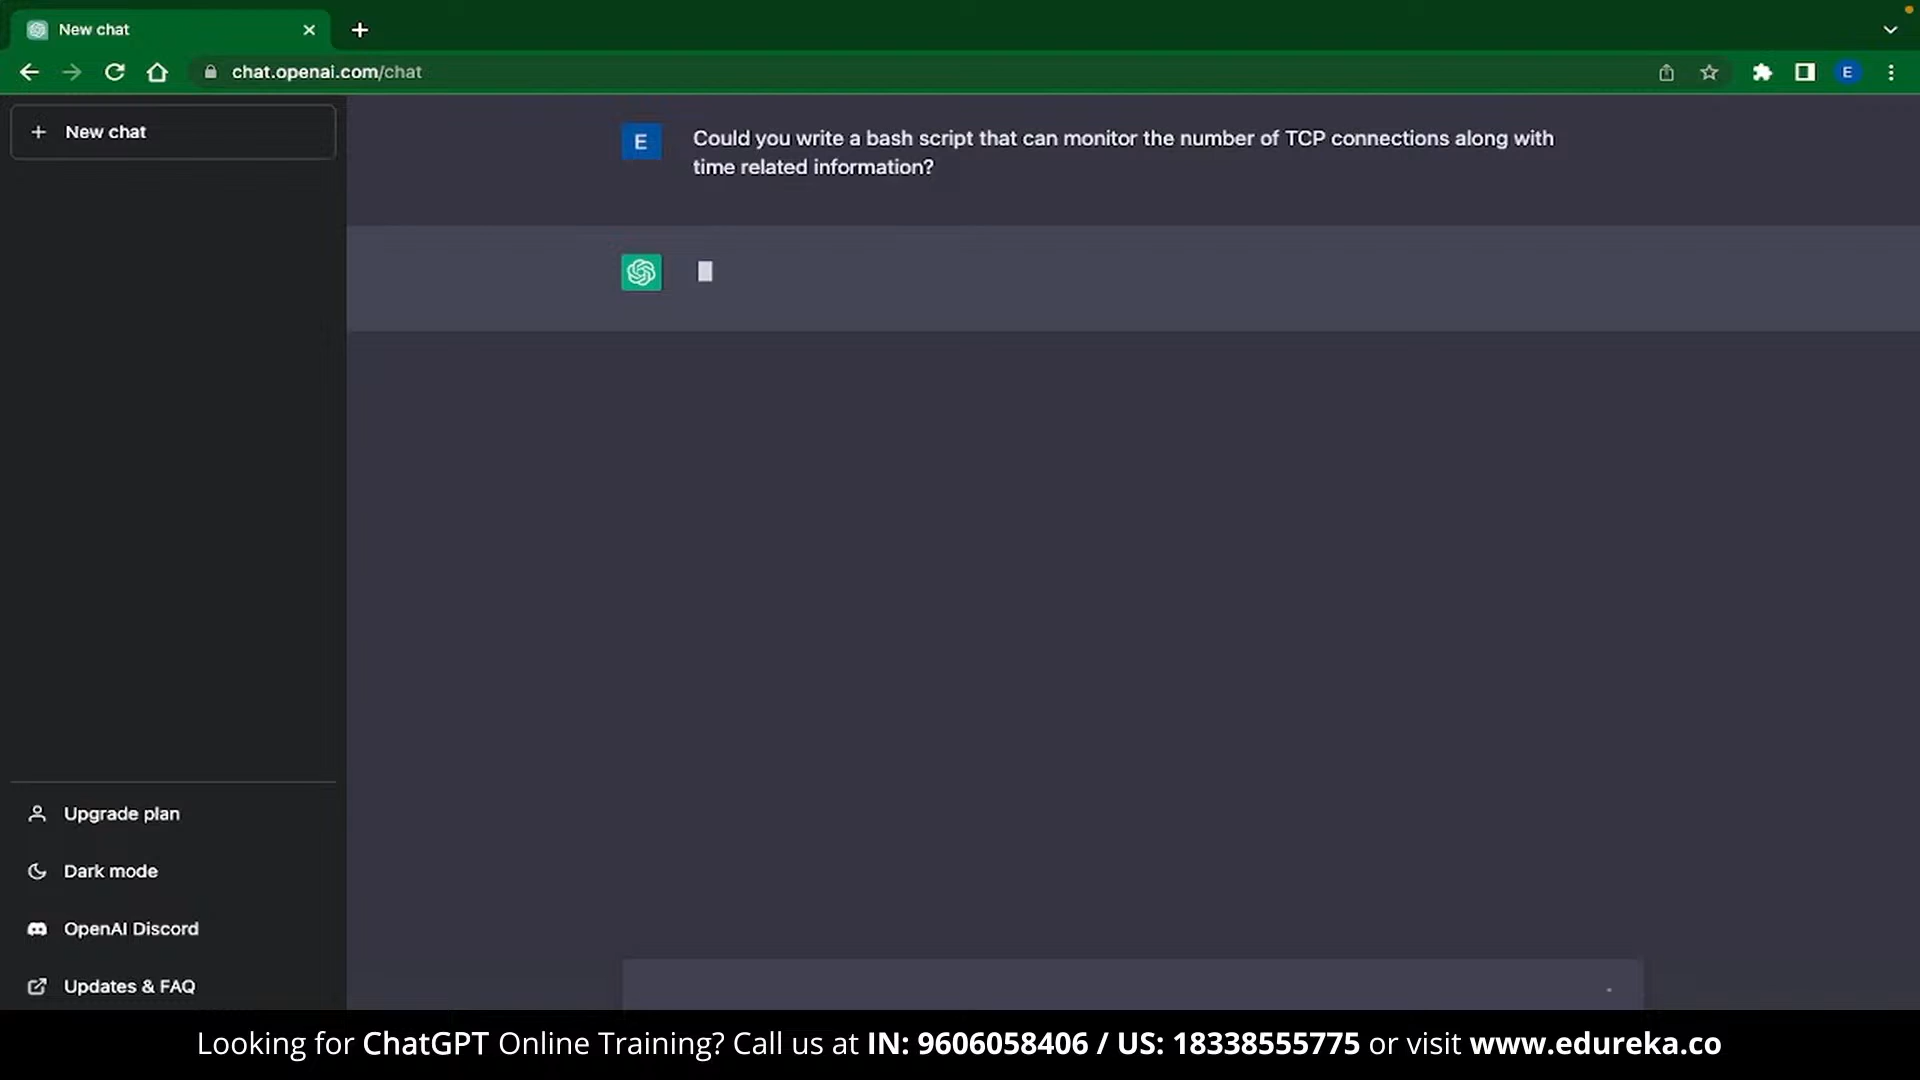 New chat
chat.openai.com/chat
E
New chat
E
Could you write a bash script that can monitor the number of TCP connections along with
time related information?
Upgrade plan
Dark mode
OpenAI Discord
Updates & FAQ
Looking for ChatGPT Online Training? Call us at IN: 9606058406 / US: 18338555775 or visit www.edureka.co